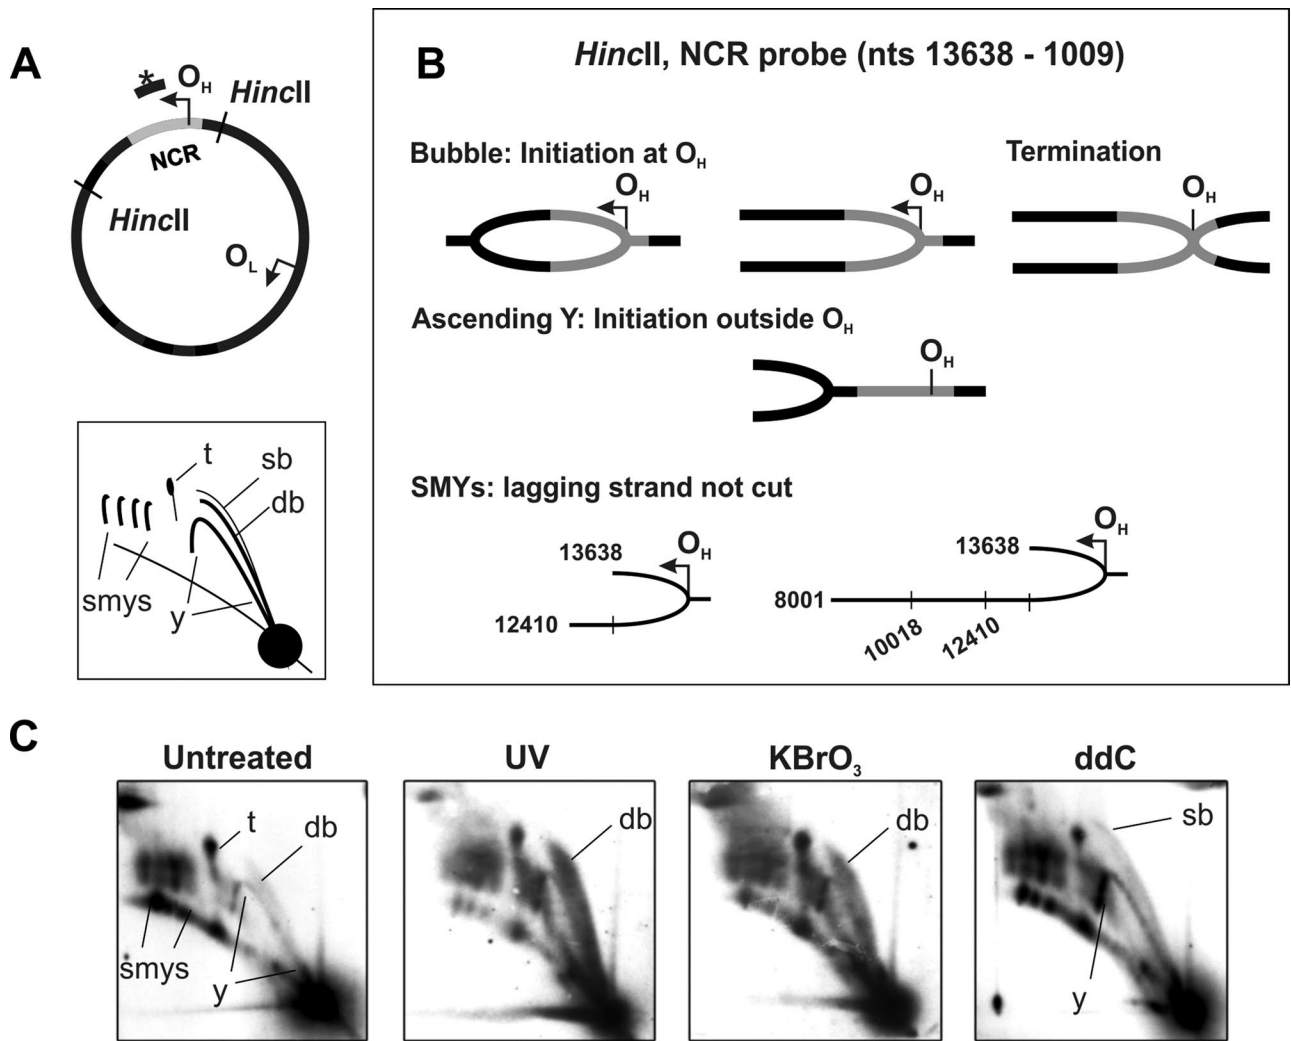 A
*
OH
HincII
NCR
HincII
OL
t
sb
db
smys
y
B
HincII, NCR probe (nts 13638 - 1009)
Bubble: Initiation at OH
Termination
OH
OH
OH
Ascending Y: Initiation outside OH
OH
SMYs: lagging strand not cut
13638
OH
12410
13638
OH
8001
10018
12410
C
Untreated
UV
KBrO3
ddC
t
db
smys
y
db
db
sb
y